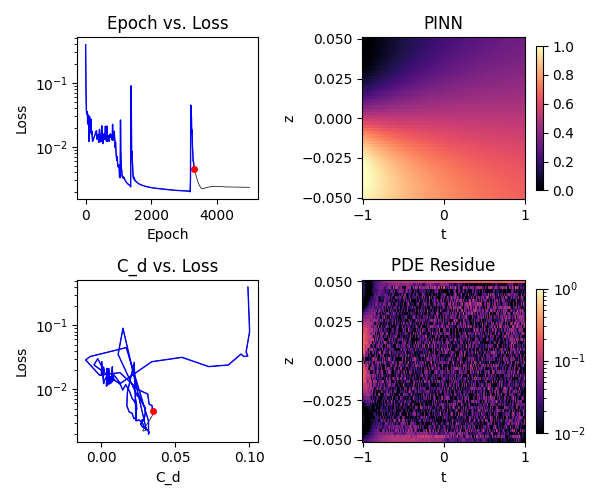 Epoch vs. Loss
Loss
10⁻¹
10⁻²
0
2000
4000
Epoch
PINN
z
0.050
0.025
0.000
−0.025
−0.050
−1
0
1
t
1.0
0.8
0.6
0.4
0.2
0.0
C_d vs. Loss
Loss
10⁻¹
10⁻²
0.00
0.05
0.10
C_d
PDE Residue
z
0.050
0.025
0.000
−0.025
−0.050
−1
0
1
t
10⁰
10⁻¹
10⁻²